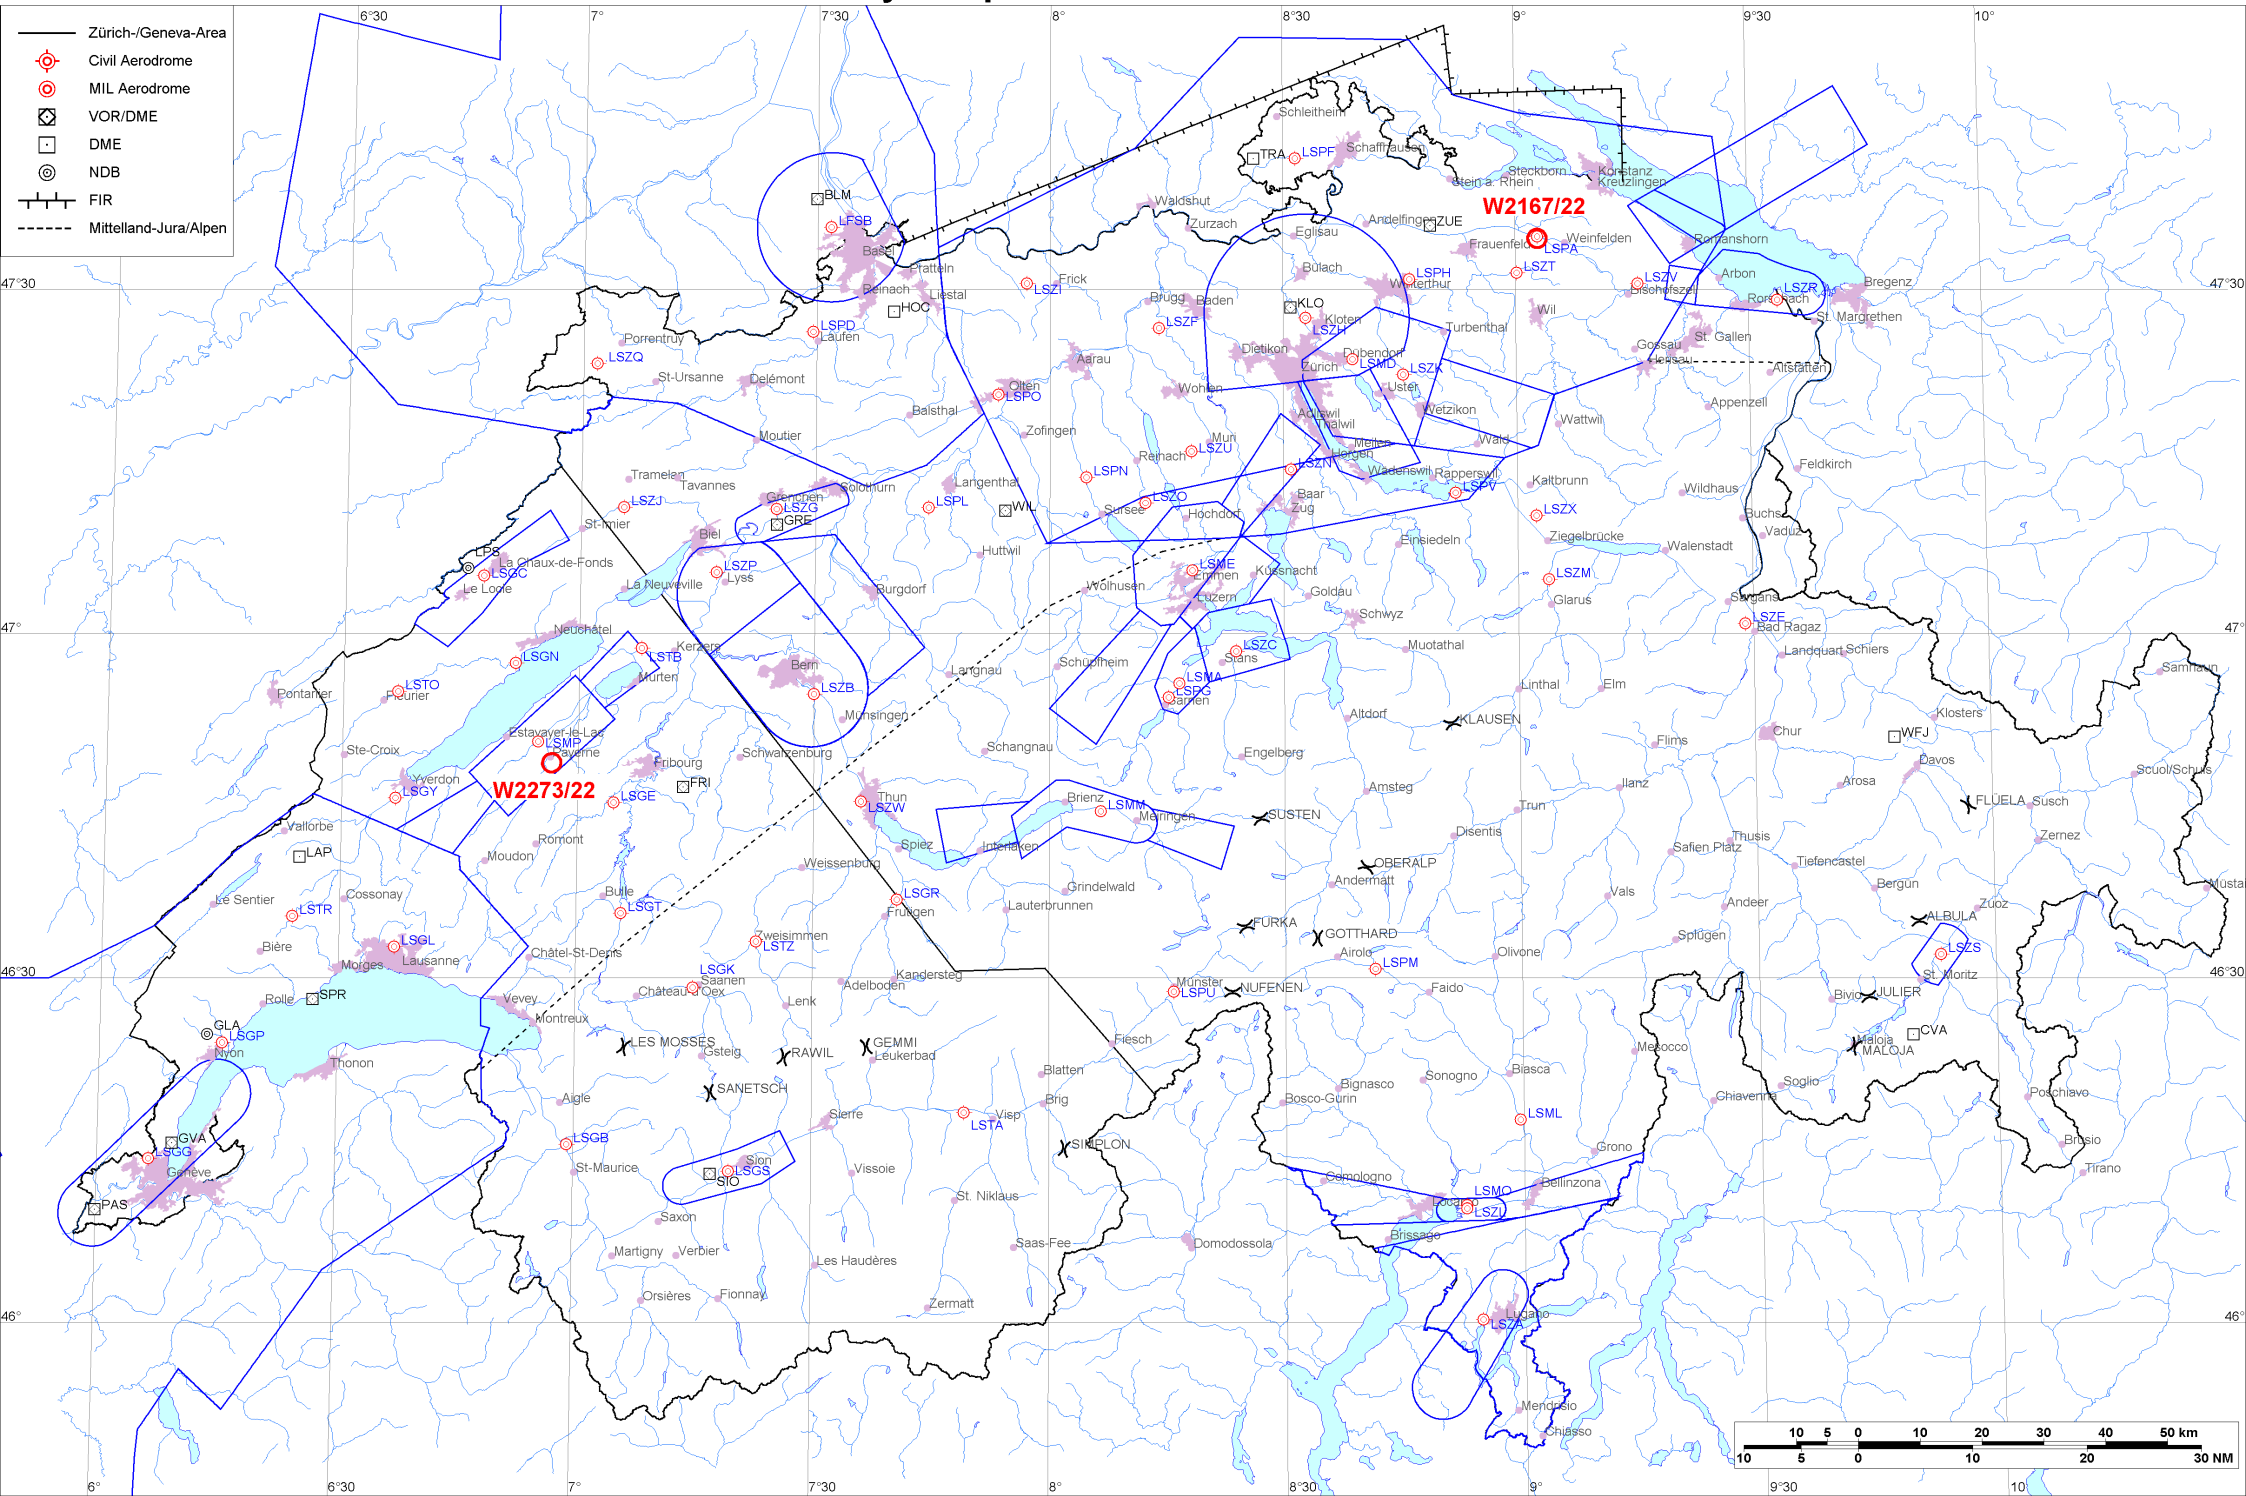 6°30
7°
7°30
8°
8°30
9°
9°30
10°
Zürich-/Geneva-Area
Civil Aerodrome
MIL Aerodrome
VOR/DME
DME
NDB
FIR
Mittelland-Jura/Alpen
Schleitheim
TRA
LSPF
Schaffhausen
Steckborn
Stein a. Rhein
Konstanz
Kreuzlingen
BLM
LFSB
Basel
Waldshut
Zurzach
Eglisau
Andelfingen
ZUE
W2167/22
LSPA
Weinfelden
Frauenfeld
Romanshorn
Pratteln
Reinach
Liestal
HOC
LSZI
Frick
Bülach
LSPH
Winterthur
LSZT
LSZV
Bischofszell
Arbon
LSZR
Rorschach
Bregenz
47°30
47°30
St. Margrethen
Brugg
Baden
KLO
Kloten
LSZH
LSZF
Wil
Turbenthal
St. Gallen
Gossau
Herisau
Altstätten
LSPD
Laufen
Porrentruy
LSZQ
St-Ursanne
Delémont
Aarau
Olten
LSPO
Balsthal
Dietikon
Zürich
Dübendorf
LSMD
LSZK
Uster
Wetzikon
Wohlen
Appenzell
Wattwil
Adliswil
Thalwil
Zofingen
Moutier
Muri
LSZU
Reinach
Meilen
Horgen
Wald
LSPN
LSZN
Wädenswil
Rapperswil
LSPV
Kaltbrunn
Feldkirch
Wildhaus
Tramelan
Tavannes
LSZJ
St-Imier
Grenchen
LSZG
GRE
Solothurn
Langenthal
LSPL
WIL
Sursee
LSZO
Hochdorf
Baar
Zug
LSZX
Buchs
Vaduz
Biel
Huttwil
Einsiedeln
Ziegelbrücke
Walenstadt
LPS
La Chaux-de-Fonds
LSGC
Le Locle
La Neuveville
LSZP
Lyss
Burgdorf
Wolhusen
LSME
Emmen
Luzern
Küssnacht
Goldau
Schwyz
LSZM
Glarus
Sargans
LSZE
Bad Ragaz
47°
47°
Neuchâtel
LSGN
LSTB
Kerzers
Murten
Bern
LSZB
Langnau
Schüpfheim
LSZC
Stans
LSMA
LSPG
Sarnen
Muotathal
Landquart
Schiers
Samnaun
Pontarlier
LSTO
Fleurier
Münsingen
Altdorf
KLAUSEN
Linthal
Elm
Klosters
WFJ
Davos
Ste-Croix
Estavayer-le-Lac
LSMP
Payerne
W2273/22
Fribourg
FRI
Schwarzenburg
Schangnau
Engelberg
Flims
Chur
Scuol/Schuls
Yverdon
LSGY
LSGE
Thun
LSZW
Brienz
LSMM
Meiringen
Amsteg
SUSTEN
Trun
Ilanz
Arosa
FLÜELA
Susch
Vallorbe
LAP
Romont
Moudon
Spiez
Interlaken
Weissenburg
Disentis
Thusis
Safien Platz
Zernez
Tiefencastel
OBERALP
Andermatt
Le Sentier
Cossonay
LSTR
Bulle
LSGT
LSGR
Frutigen
Grindelwald
Lauterbrunnen
Vals
Andeer
Bergün
Zuoz
ALBULA
FURKA
GOTTHARD
Airolo
LSPM
Olivone
Splügen
LSZS
St. Moritz
Bière
LSGL
Lausanne
Morges
Châtel-St-Denis
Zweisimmen
LSTZ
LSGK
Saanen
Château-d'Oex
46°30
46°30
Kandersteg
Adelboden
Lenk
Münster
LSPU
NUFENEN
Faido
Bivio
JULIER
Rolle
SPR
Vevey
Montreux
GLA
LSGP
Nyon
Thonon
LES MOSSES
Gsteig
RAWIL
GEMMI
Leukerbad
Fiesch
Mesocco
Maloja
MALOJA
CVA
SANETSCH
Blatten
Bignasco
Sonogno
Biasca
Soglio
Poschiavo
Aigle
Sierre
LSTA
Visp
Brig
Bosco-Gurin
LSML
Chiavenna
GVA
LSGG
Genève
LSGB
St-Maurice
Sion
LSGS
SIO
Vissoie
SIMPLON
Grono
Brusio
Tirano
PAS
St. Niklaus
Comologno
LSMO
Locarno
LSZL
Bellinzona
Saxon
Martigny
Verbier
Les Haudères
Saas-Fee
Domodossola
Brissago
Orsières
Fionnay
Zermatt
Lugano
LSZA
46°
46°
Mendrisio
Chiasso
10 5 0 10 20 30 40 50 km
10 5 0 10 20 30 NM
6°
6°30
7°
7°30
8°
8°30
9°
9°30
10°